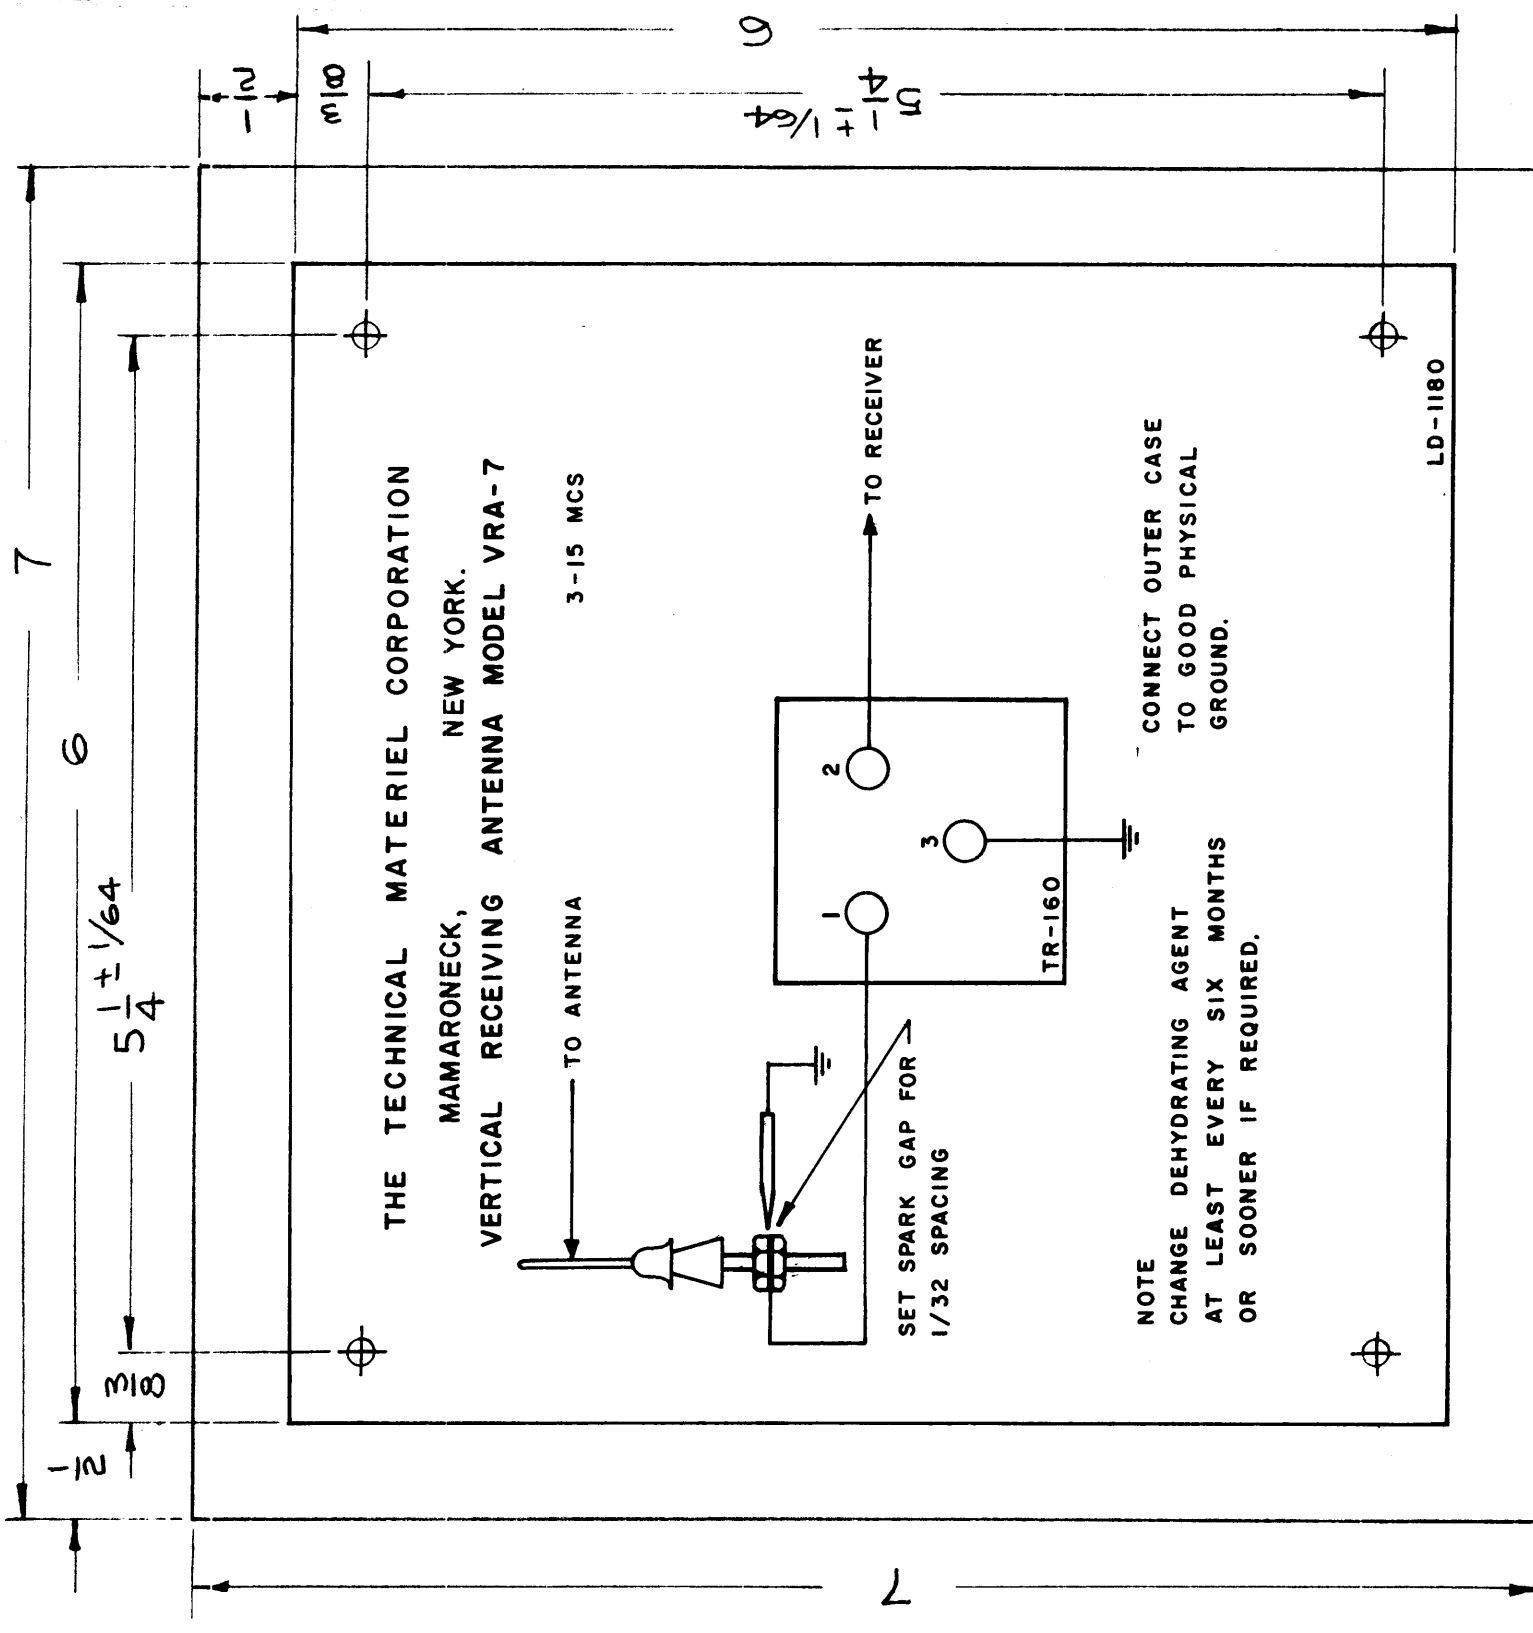 7
6
5 1/4 ± 1/64
3/8
1/2
1/2
3/8
6
5 1/4 ± 1/64
7
THE TECHNICAL MATERIEL CORPORATION
MAMARONECK, NEW YORK.
VERTICAL RECEIVING ANTENNA MODEL VRA-7
TO ANTENNA
3-15 MCS
1
2
3
TO RECEIVER
TR-160
SET SPARK GAP FOR
1/32 SPACING
NOTE
CHANGE DEHYDRATING AGENT
AT LEAST EVERY SIX MONTHS
OR SOONER IF REQUIRED.
CONNECT OUTER CASE
TO GOOD PHYSICAL
GROUND.
LD-1180